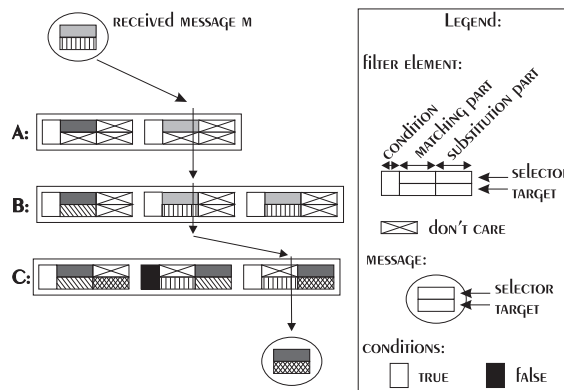 Received message M
A:
B:
C:
Legend:
filter element:
condition
matching part
substitution part
selector
target
don't care
message:
selector
target
conditions:
true
false